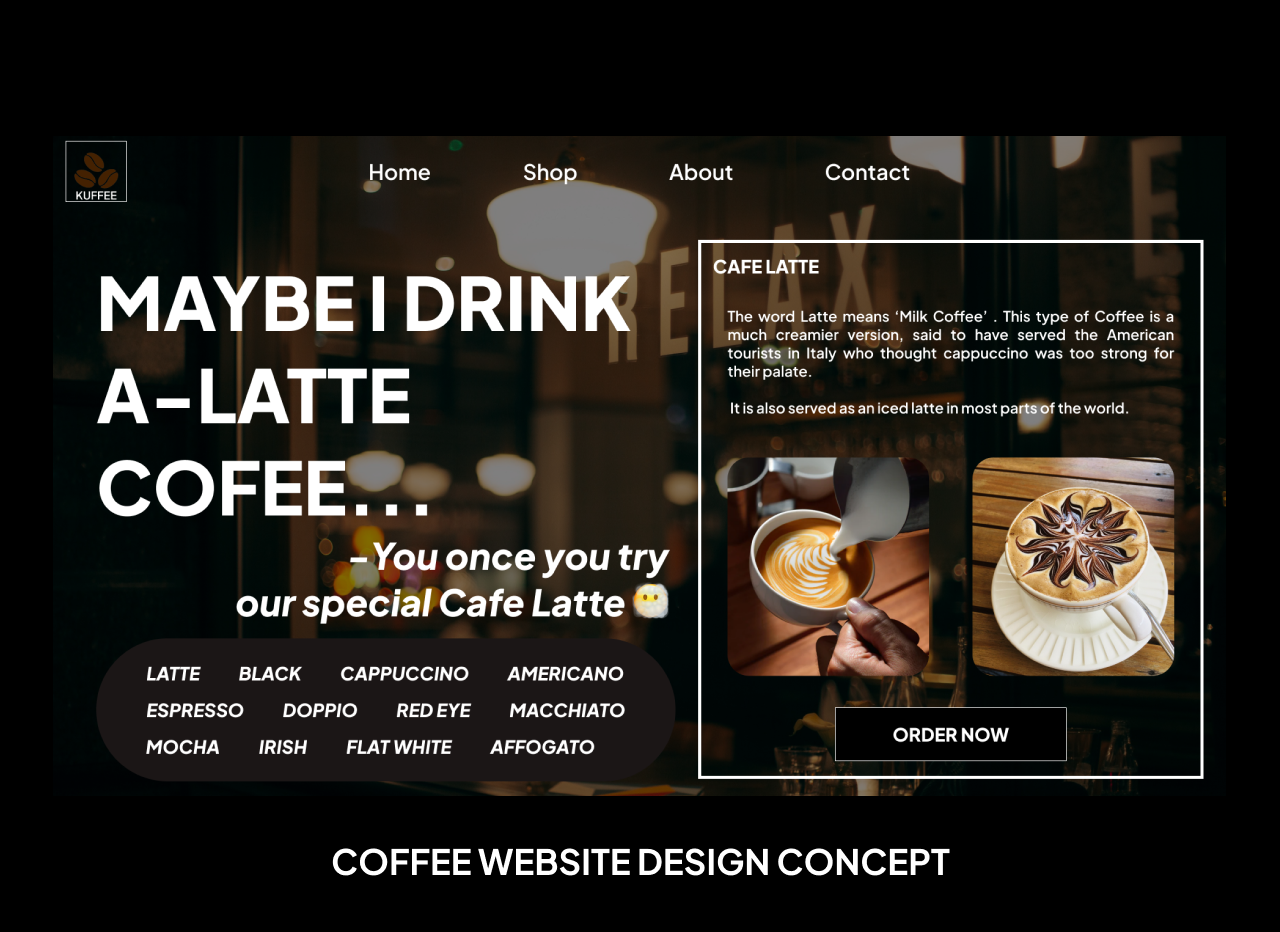 KUFFEE
Home Shop About Contact
RELAX
E
MAYBE I DRINK
A-LATTE
COFEE...
-You once you try
our special Cafe Latte 😶
LATTE BLACK CAPPUCCINO AMERICANO
ESPRESSO DOPPIO RED EYE MACCHIATO
MOCHA IRISH FLAT WHITE AFFOGATO
CAFE LATTE
The word Latte means ‘Milk Coffee’ . This type of Coffee is a
much creamier version, said to have served the American
tourists in Italy who thought cappuccino was too strong for
their palate.
It is also served as an iced latte in most parts of the world.
ORDER NOW
COFFEE WEBSITE DESIGN CONCEPT